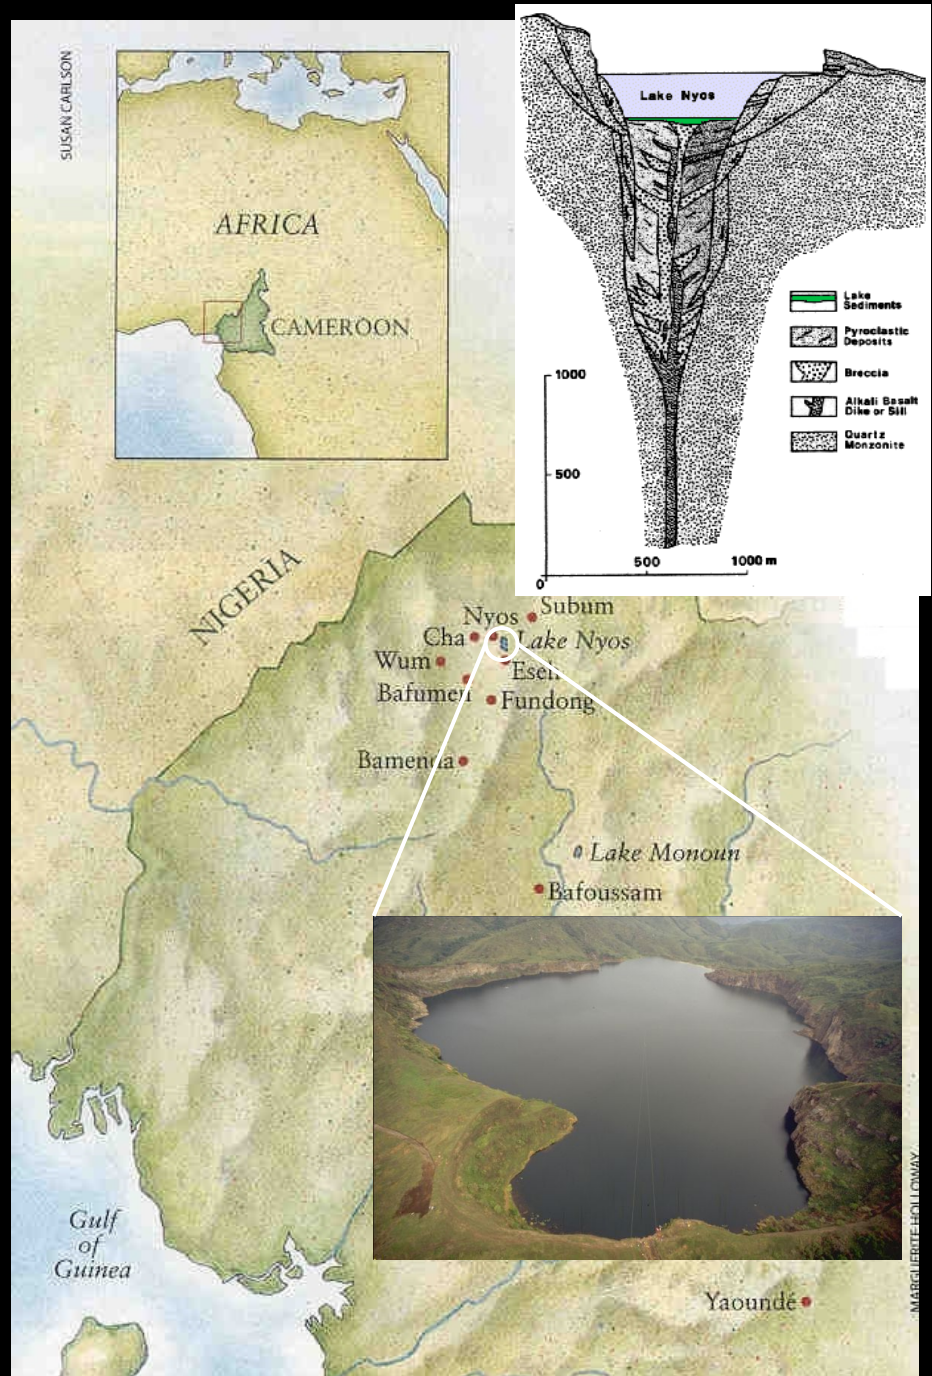 SUSAN CARLSON
AFRICA
CAMEROON
Lake Nyos
Lake
Sediments
Pyroclastic
Deposits
Breccia
Alkali Basalt
Dike or Sill
Quartz
Monzonite
1000
500
0
500
1000 m
NIGERIA
Subum
Nyos
Cha
Lake Nyos
Wum
Eseh
Bafumen
Fundong
Bamenda
Lake Monoun
Bafoussam
Gulf
of
Guinea
Yaoundé
MARGUERITE HOLLOWAY